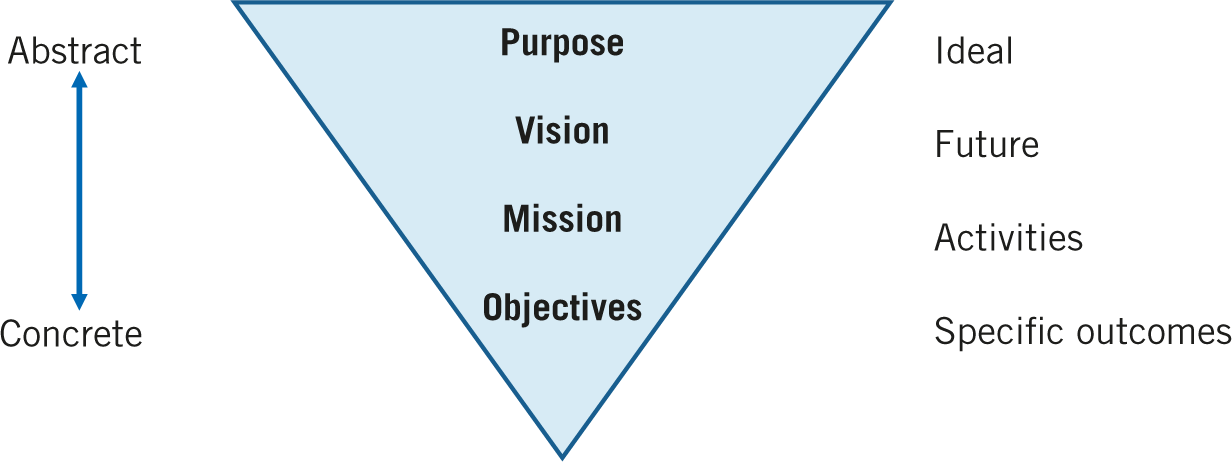 Abstract
Purpose
Ideal
Vision
Future
Mission
Activities
Objectives
Concrete
Specific outcomes